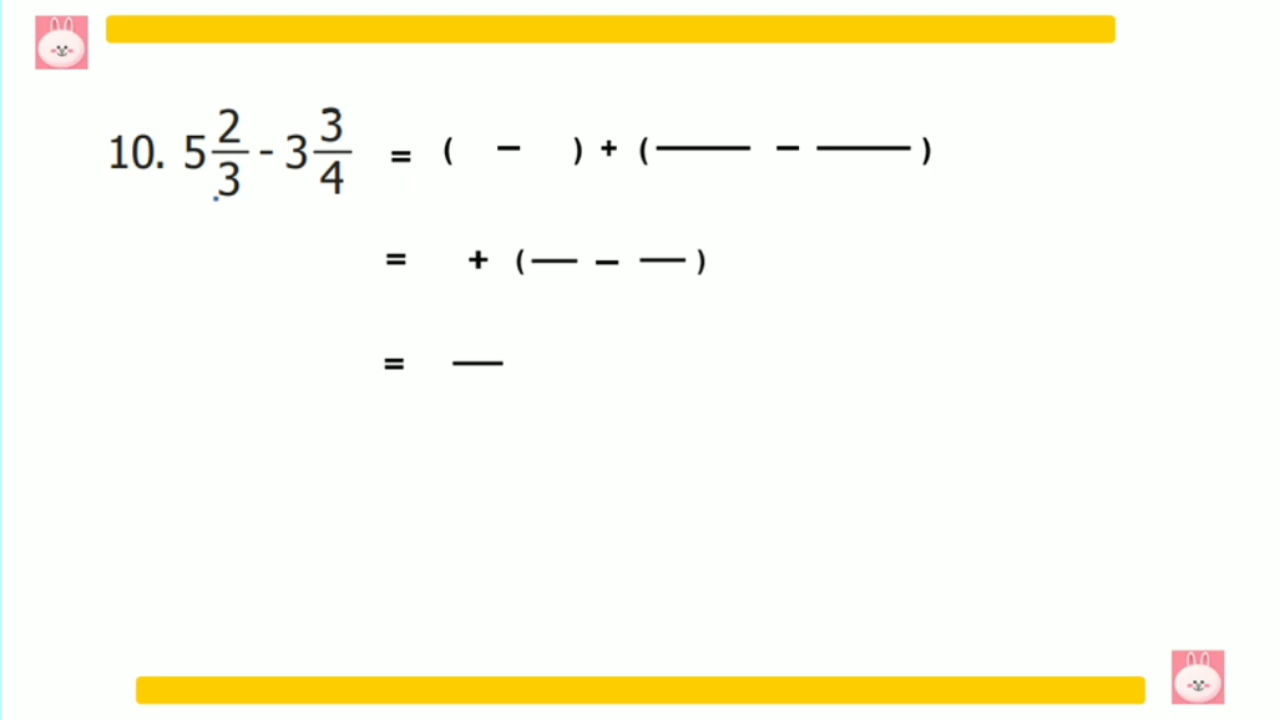 10. 5 2/3 - 3 3/4 = ( – ) + ( — – — )
= + ( — – — )
= —